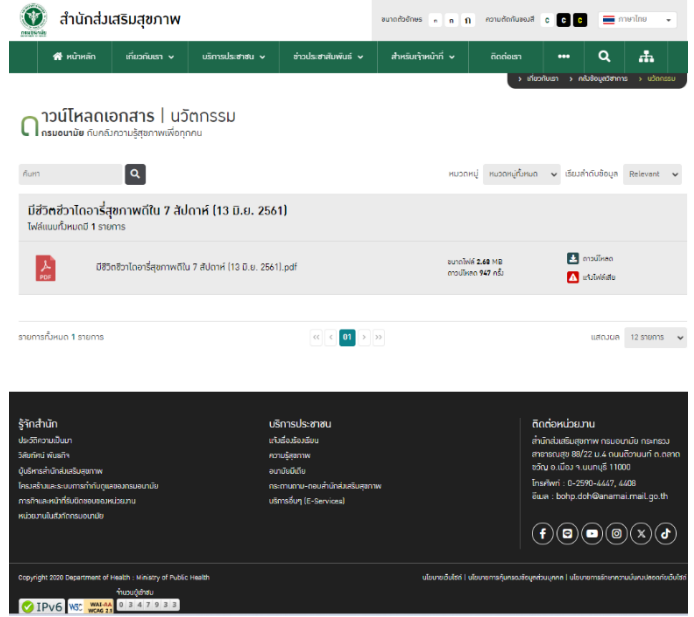 สำนักส่งเสริมสุขภาพ
ขนาดตัวอักษร ก ก ก ความตัดกันของสี C C C ภาษาไทย
หน้าหลัก เกี่ยวกับเรา บริการประชาชน ข่าวประชาสัมพันธ์ สำหรับเจ้าหน้าที่ ติดต่อเรา
เกี่ยวกับเรา คลังข้อมูลวิชาการ นวัตกรรม
ดาวน์โหลดเอกสาร | นวัตกรรม
กรมอนามัย กับคลังความรู้สุขภาพเพื่อทุกคน
ค้นหา หมวดหมู่ หมวดหมู่ทั้งหมด เรียงลำดับข้อมูล Relevant
มีชีวิตชีวาไดอารี่สุขภาพดีใน 7 สัปดาห์ (13 มิ.ย. 2561)
ไฟล์แนบทั้งหมดมี 1 รายการ
PDF
มีชีวิตชีวาไดอารี่สุขภาพดีใน 7 สัปดาห์ (13 มิ.ย. 2561).pdf
ขนาดไฟล์ 2.60 MB
ดาวน์โหลด 947 ครั้ง
ดาวน์โหลด
แจ้งไฟล์เสีย
รายการทั้งหมด 1 รายการ << < 01 > >> แสดงผล 12 รายการ
รู้จักสำนัก
ประวัติความเป็นมา
วิสัยทัศน์ พันธกิจ
ผู้บริหารสำนักส่งเสริมสุขภาพ
โครงสร้างและระบบการกำกับดูแลของกรมอนามัย
ภารกิจและหน้าที่รับผิดชอบของหน่วยงาน
หน่วยงานในสังกัดกรมอนามัย
บริการประชาชน
แจ้งเรื่องร้องเรียน
ความรู้สุขภาพ
อนามัยมีเดีย
กระดานถาม-ตอบสำนักส่งเสริมสุขภาพ
บริการอื่นๆ (E-Services)
ติดต่อหน่วยงาน
สำนักส่งเสริมสุขภาพ กรมอนามัย กระทรวง
สาธารณสุข 88/22 ม.4 ถนนติวานนท์ ต.ตลาด
ขวัญ อ.เมือง จ.นนทบุรี 11000
โทรศัพท์ : 0-2590-4447, 4408
อีเมล : bohp.doh@anamai.mail.go.th
Copyright 2020 Department of Health : Ministry of Public Health
นโยบายเว็บไซต์ | นโยบายการคุ้มครองข้อมูลส่วนบุคคล | นโยบายการรักษาความมั่นคงปลอดภัยเว็บไซต์
จำนวนผู้เข้าชม
IPv6 W3C WAI-AA WCAG 2.1 0347933